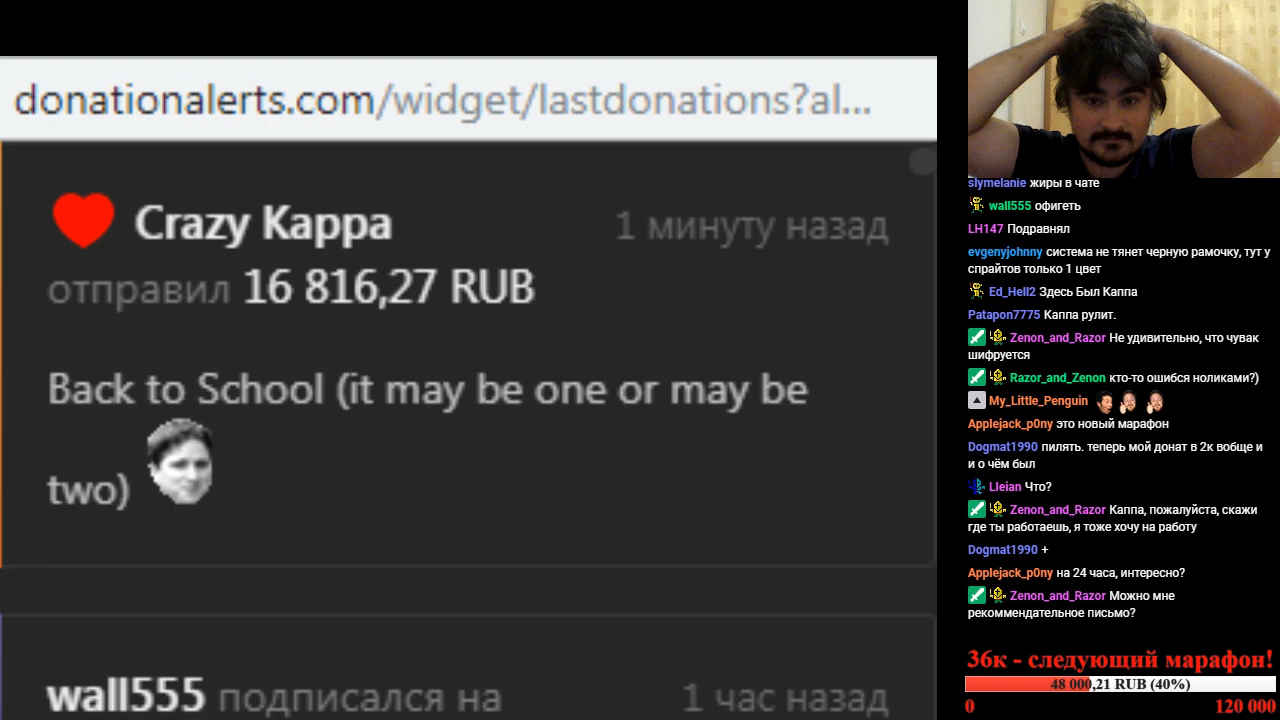 donationalerts.com/widget/lastdonations?al...
Crazy Kappa
1 минуту назад
отправил 16 816,27 RUB
Back to School (it may be one or may be
two)
wall555 подписался на
1 час назад
slymelanie жиры в чате
wall555 офигеть
LH147 Подравнял
evgenyjohnny система не тянет черную рамочку, тут у
спрайтов только 1 цвет
Ed_Hell2 Здесь Был Каппа
Patapon7775 Каппа рулит.
Zenon_and_Razor Не удивительно, что чувак
шифруется
Razor_and_Zenon кто-то ошибся ноликами?)
My_Little_Penguin
Applejack_p0ny это новый марафон
Dogmat1990 пилять. теперь мой донат в 2к вобще и
и о чём был
Lleian Что?
Zenon_and_Razor Каппа, пожалуйста, скажи
где ты работаешь, я тоже хочу на работу
Dogmat1990 +
Applejack_p0ny на 24 часа, интересно?
Zenon_and_Razor Можно мне
рекоммендательное письмо?
36к - следующий марафон!
48 000,21 RUB (40%)
0
120 000